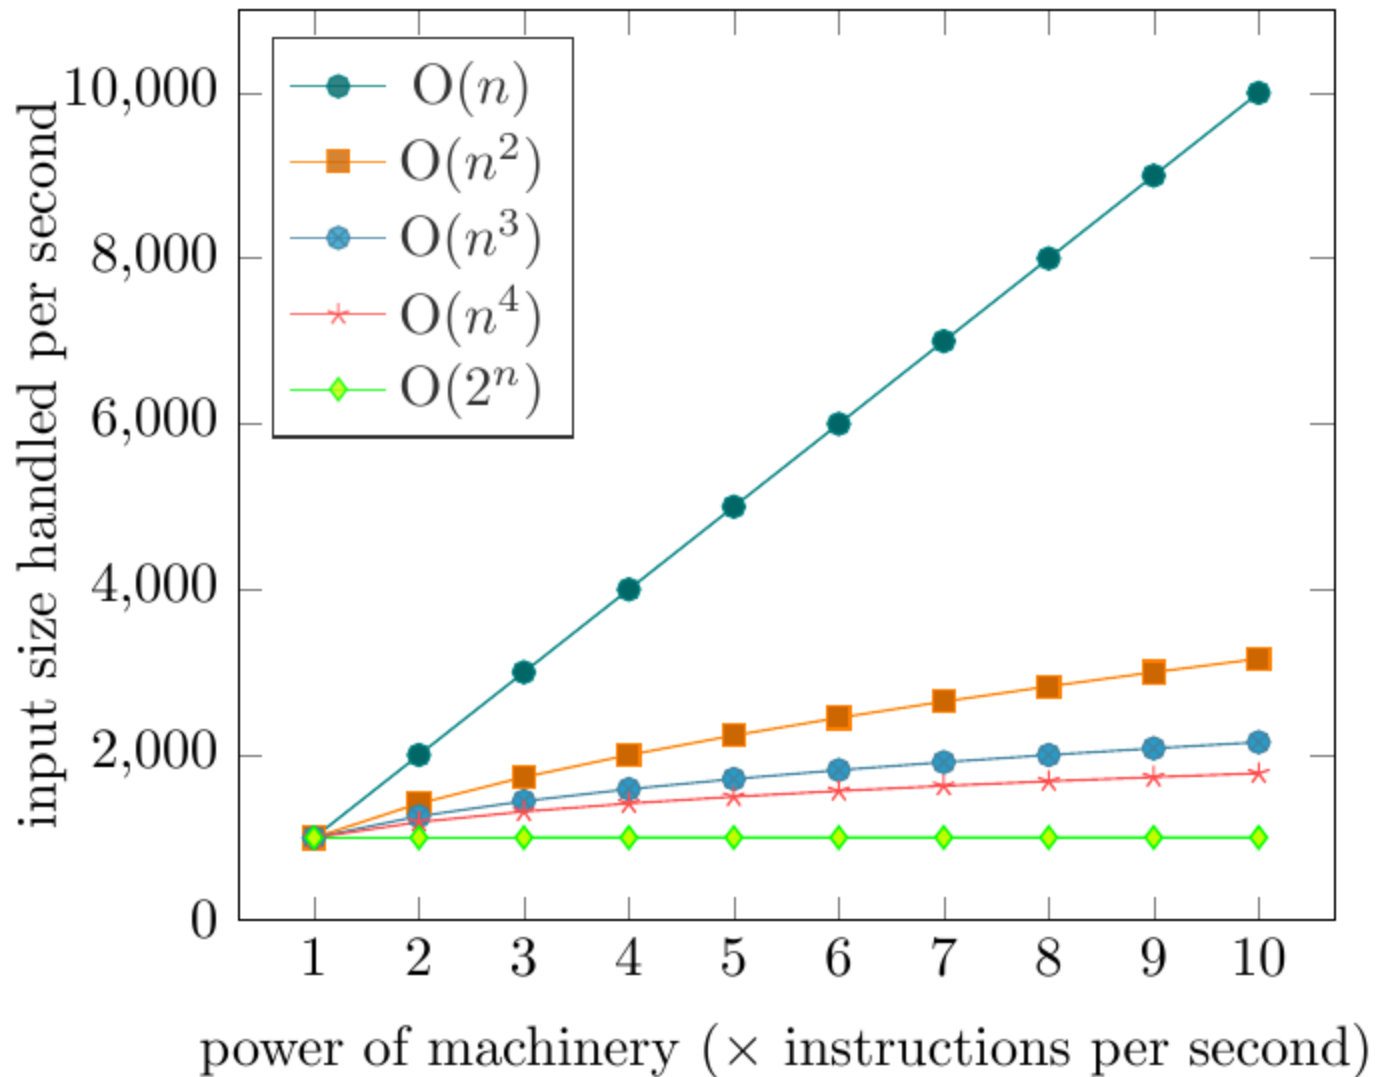 input size handled per second
10,000
8,000
6,000
4,000
2,000
0
O(n)
O(n²)
O(n³)
O(n⁴)
O(2ⁿ)
1 2 3 4 5 6 7 8 9 10
power of machinery (× instructions per second)